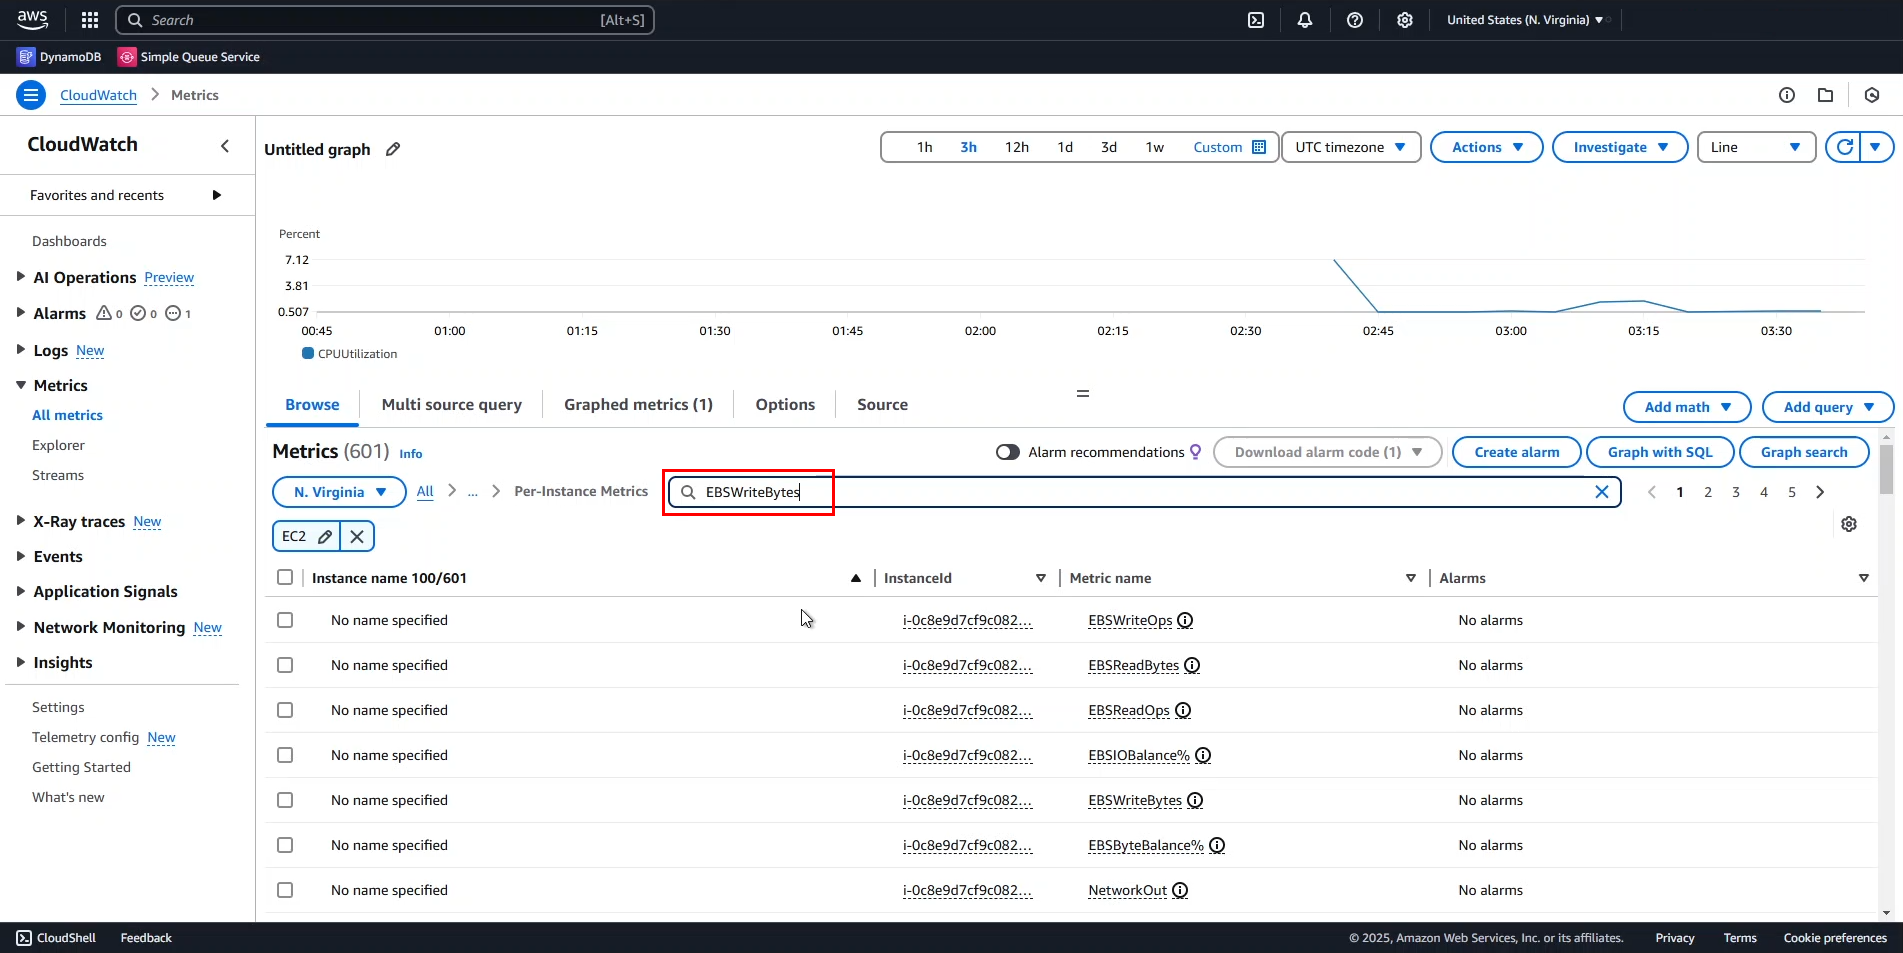 aws Search [Alt+S] United States (N. Virginia)
DynamoDB Simple Queue Service
CloudWatch Metrics
CloudWatch
Favorites and recents
Dashboards
AI Operations Preview
Alarms 0 0 1
Logs New
Metrics
All metrics
Explorer
Streams
X-Ray traces New
Events
Application Signals
Network Monitoring New
Insights
Settings
Telemetry config New
Getting Started
What's new
Untitled graph 1h 3h 12h 1d 3d 1w Custom UTC timezone Actions Investigate Line
Percent
7.12
3.81
0.507
00:45 01:00 01:15 01:30 01:45 02:00 02:15 02:30 02:45 03:00 03:15 03:30
CPUUtilization
Browse Multi source query Graphed metrics (1) Options Source Add math Add query
Metrics (601) Info Alarm recommendations Download alarm code (1) Create alarm Graph with SQL Graph search
N. Virginia All ... Per-Instance Metrics EBSWriteBytes 1 2 3 4 5
EC2
Instance name 100/601 InstanceId Metric name Alarms
No name specified i-0c8e9d7cf9c082... EBSWriteOps No alarms
No name specified i-0c8e9d7cf9c082... EBSReadBytes No alarms
No name specified i-0c8e9d7cf9c082... EBSReadOps No alarms
No name specified i-0c8e9d7cf9c082... EBSIOBalance% No alarms
No name specified i-0c8e9d7cf9c082... EBSWriteBytes No alarms
No name specified i-0c8e9d7cf9c082... EBSByteBalance% No alarms
No name specified i-0c8e9d7cf9c082... NetworkOut No alarms
CloudShell Feedback © 2025, Amazon Web Services, Inc. or its affiliates. Privacy Terms Cookie preferences